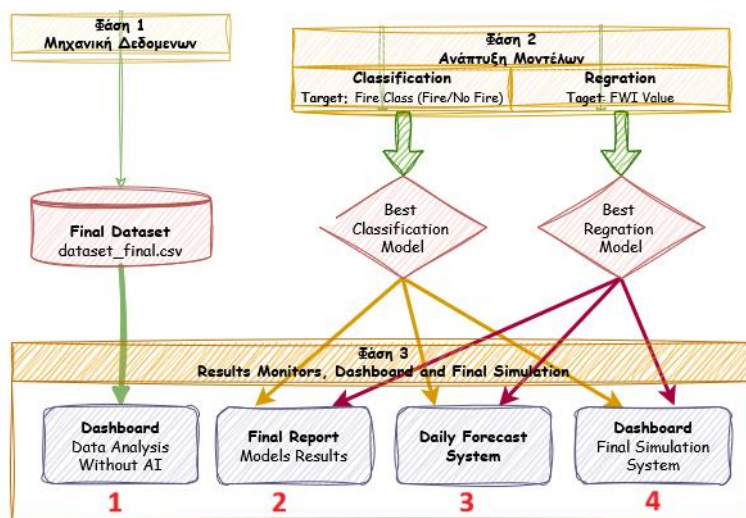 Φάση 1
Μηχανική Δεδομενων
Φάση 2
Ανάπτυξη Μοντέλων
Classification
Target: Fire Class (Fire/No Fire)
Regration
Taget: FWI Value
Final Dataset
dataset_final.csv
Best
Classification
Model
Best
Regration
Model
Φάση 3
Results Monitors, Dashboard and Final Simulation
Dashboard
Data Analysis
Without AI
Final Report
Models Results
Daily Forecast
System
Dashboard
Final Simulation
System
1
2
3
4